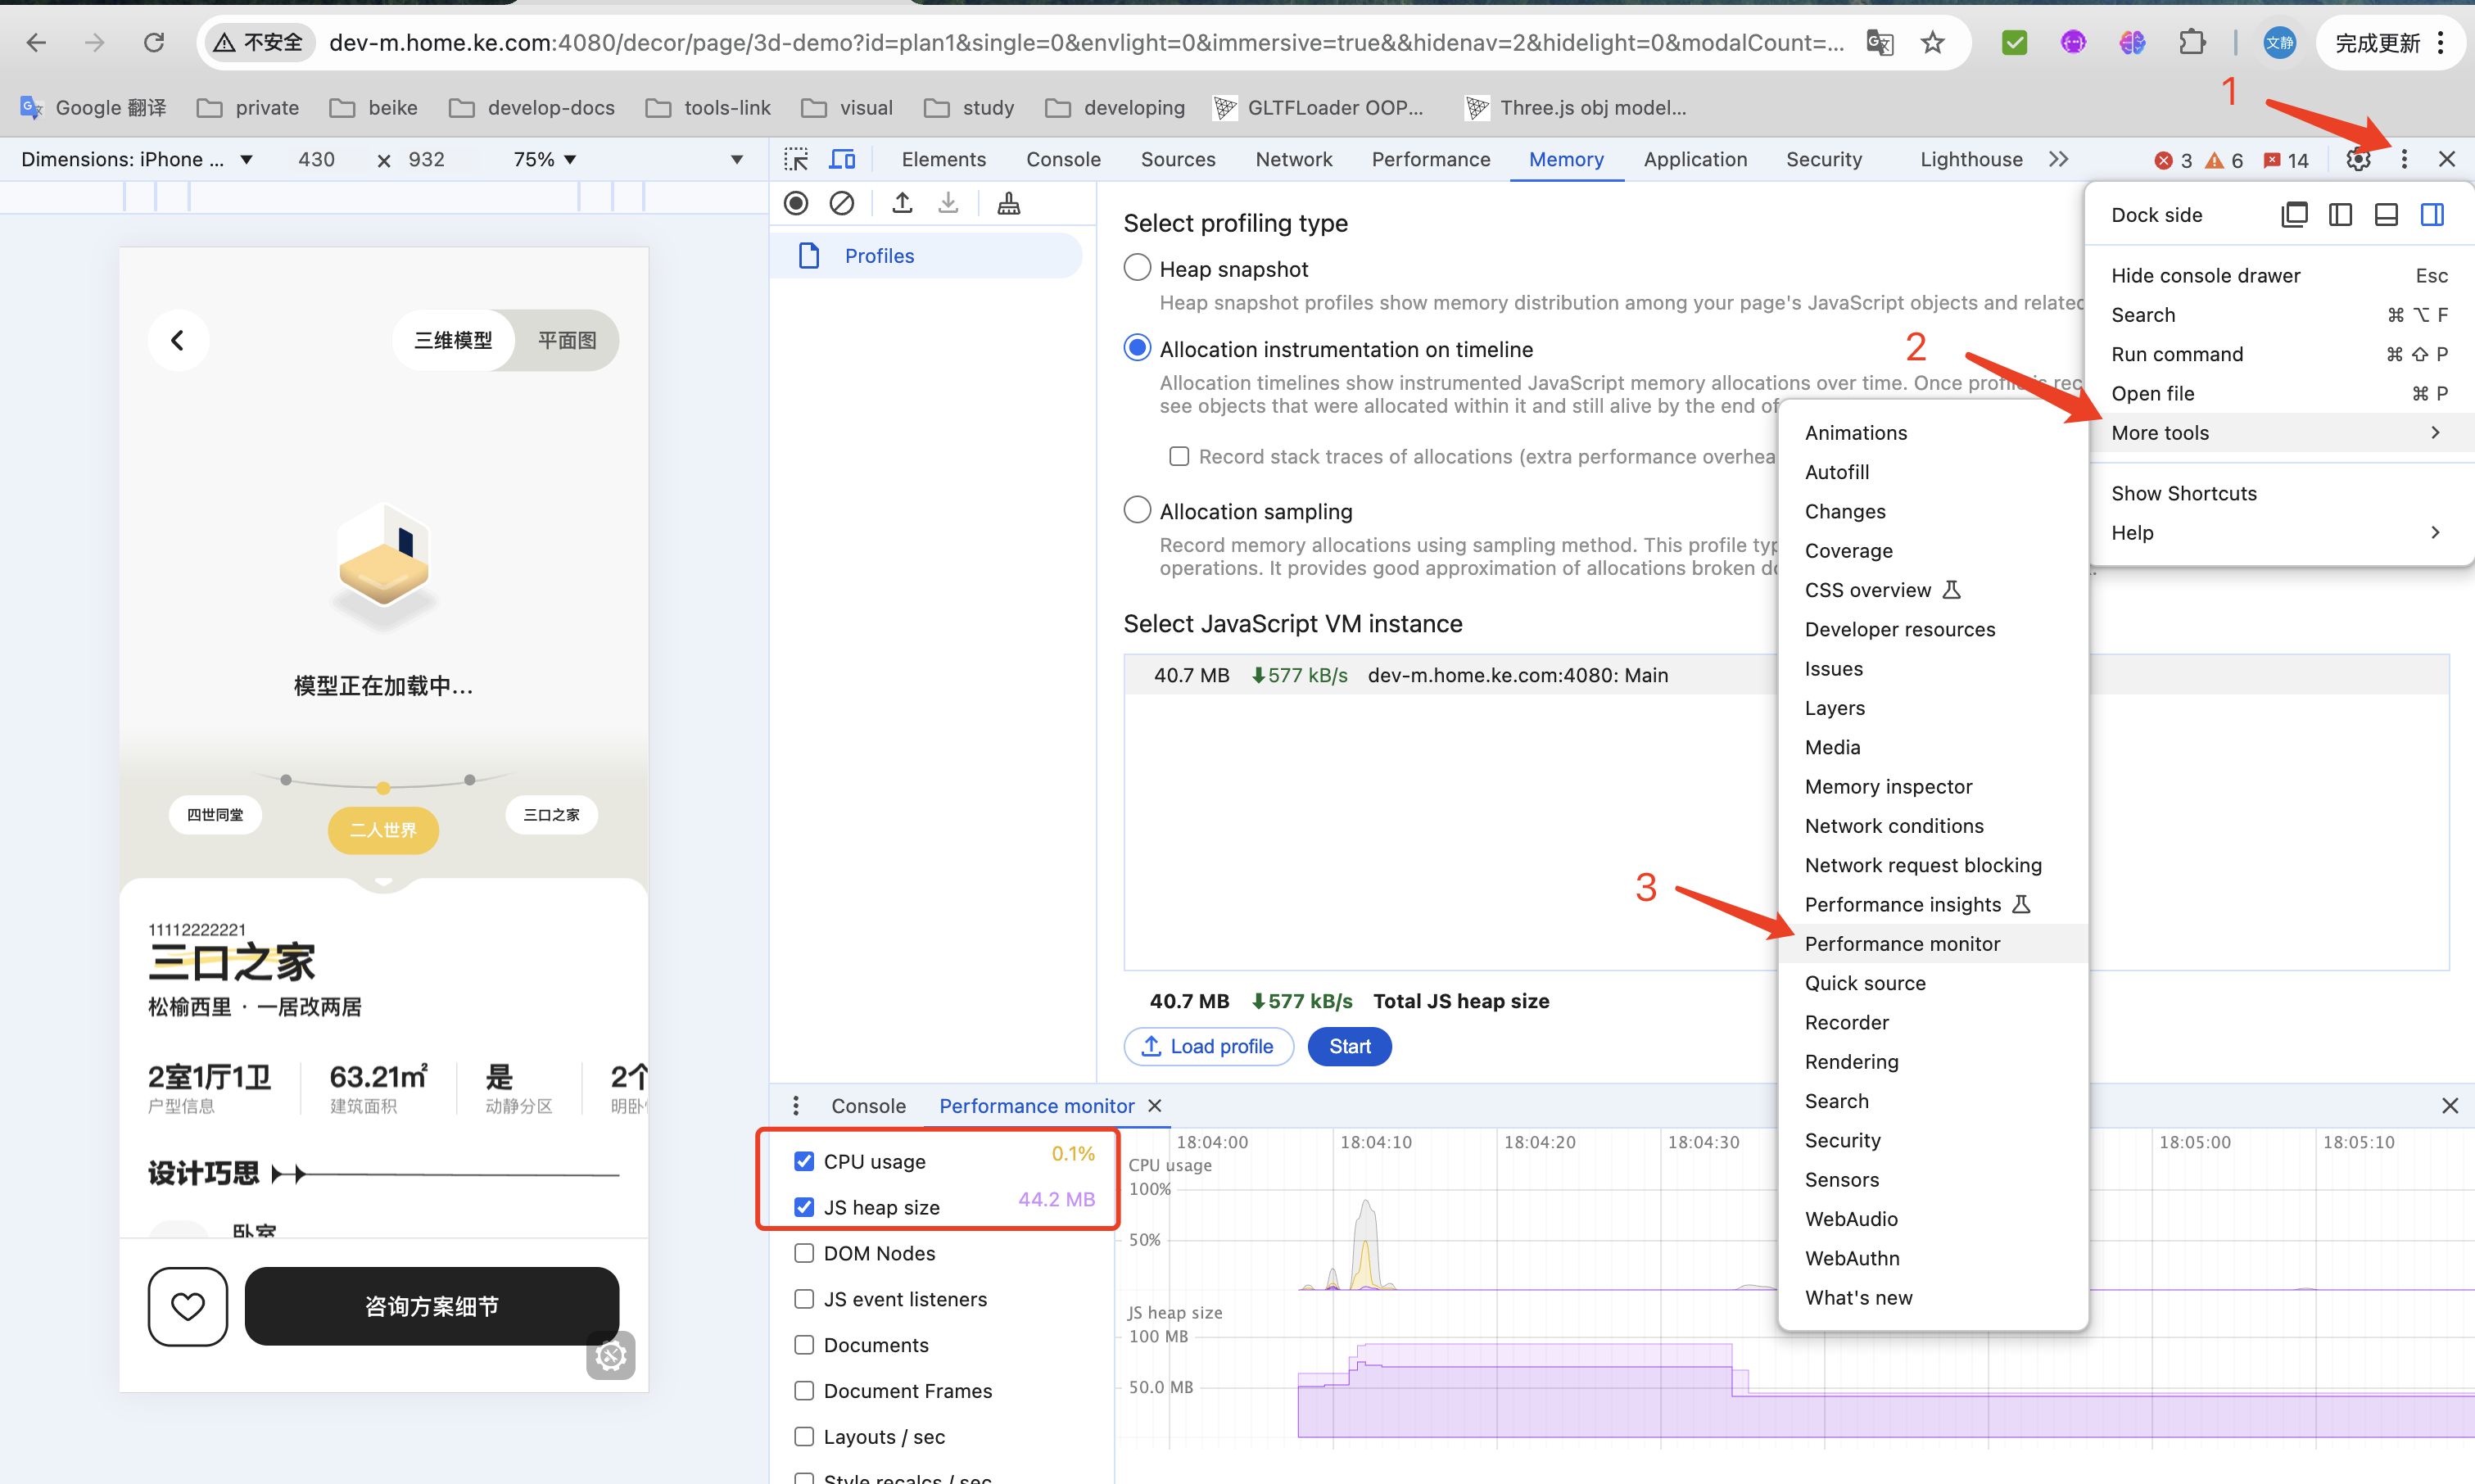 不安全
dev-m.home.ke.com:4080/decor/page/3d-demo?id=plan1&single=0&envlight=0&immersive=true&&hidenav=2&hidelight=0&modalCount=...
文静
完成更新
Google 翻译
private
beike
develop-docs
tools-link
visual
study
developing
GLTFLoader OOP...
Three.js obj model...
1
Dimensions: iPhone ...
430
×
932
75%
Elements
Console
Sources
Network
Performance
Memory
Application
Security
Lighthouse
3
6
14
三维模型
平面图
模型正在加载中...
四世同堂
二人世界
三口之家
11112222221
三口之家
松榆西里 · 一居改两居
2室1厅1卫
户型信息
63.21㎡
建筑面积
是
动静分区
2个
明卧
设计巧思
卧室
咨询方案细节
Profiles
Select profiling type
Heap snapshot
Heap snapshot profiles show memory distribution among your page's JavaScript objects and related
Allocation instrumentation on timeline
Allocation timelines show instrumented JavaScript memory allocations over time. Once profile is rec
see objects that were allocated within it and still alive by the end of
Record stack traces of allocations (extra performance overhea
Allocation sampling
Record memory allocations using sampling method. This profile typ
operations. It provides good approximation of allocations broken do
Select JavaScript VM instance
40.7 MB
577 kB/s
dev-m.home.ke.com:4080: Main
40.7 MB
577 kB/s
Total JS heap size
Load profile
Start
Dock side
Hide console drawer
Esc
Search
⌘ ⌥ F
Run command
⌘ ⇧ P
Open file
⌘ P
More tools
Show Shortcuts
Help
2
3
Animations
Autofill
Changes
Coverage
CSS overview
Developer resources
Issues
Layers
Media
Memory inspector
Network conditions
Network request blocking
Performance insights
Performance monitor
Quick source
Recorder
Rendering
Search
Security
Sensors
WebAudio
WebAuthn
What's new
Console
Performance monitor
CPU usage
0.1%
JS heap size
44.2 MB
DOM Nodes
JS event listeners
Documents
Document Frames
Layouts / sec
Style recalcs / sec
18:04:00
18:04:10
18:04:20
18:04:30
18:05:00
18:05:10
CPU usage
100%
50%
JS heap size
100 MB
50.0 MB